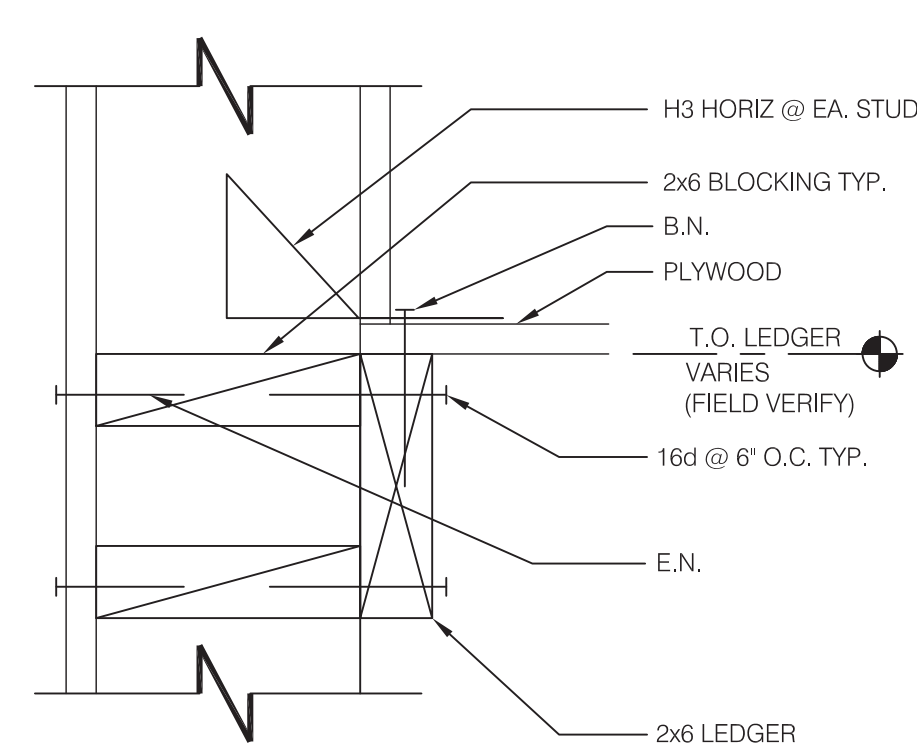 H3 HORIZ @ EA. STUD
2x6 BLOCKING TYP.
B.N.
PLYWOOD
T.O. LEDGER
VARIES
(FIELD VERIFY)
16d @ 6" O.C. TYP.
E.N.
2x6 LEDGER